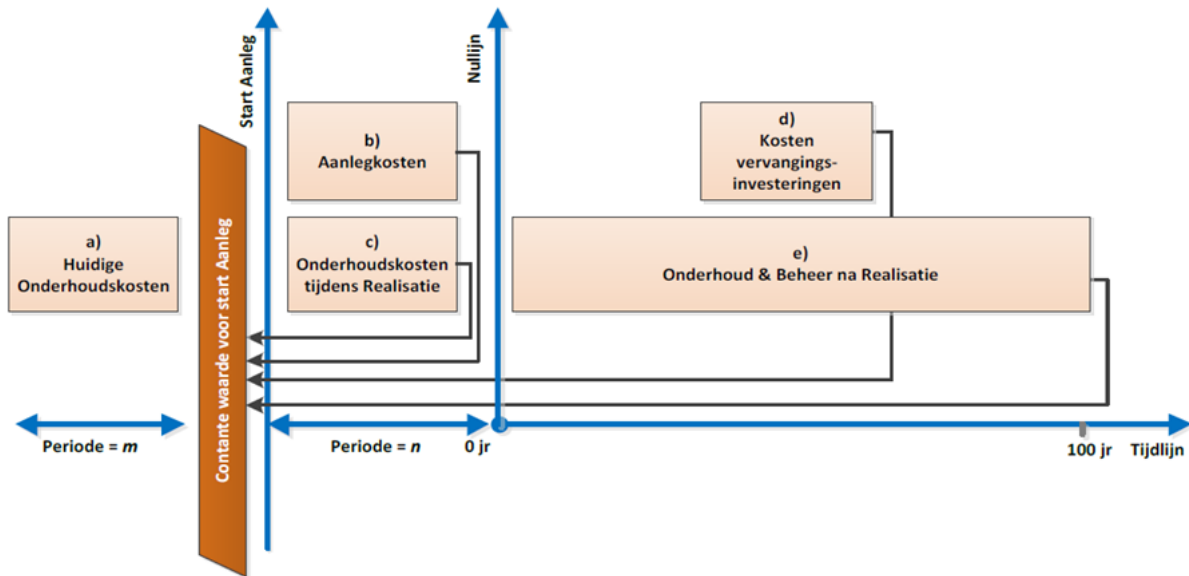 Start Aanleg
Nullijn
b)
Aanlegkosten
d)
Kosten
vervangings-
investeringen
a)
Huidige
Onderhoudskosten
Contante waarde voor start Aanleg
c)
Onderhoudskosten
tijdens Realisatie
e)
Onderhoud & Beheer na Realisatie
Periode = m
Periode = n
0 jr
100 jr
Tijdlijn